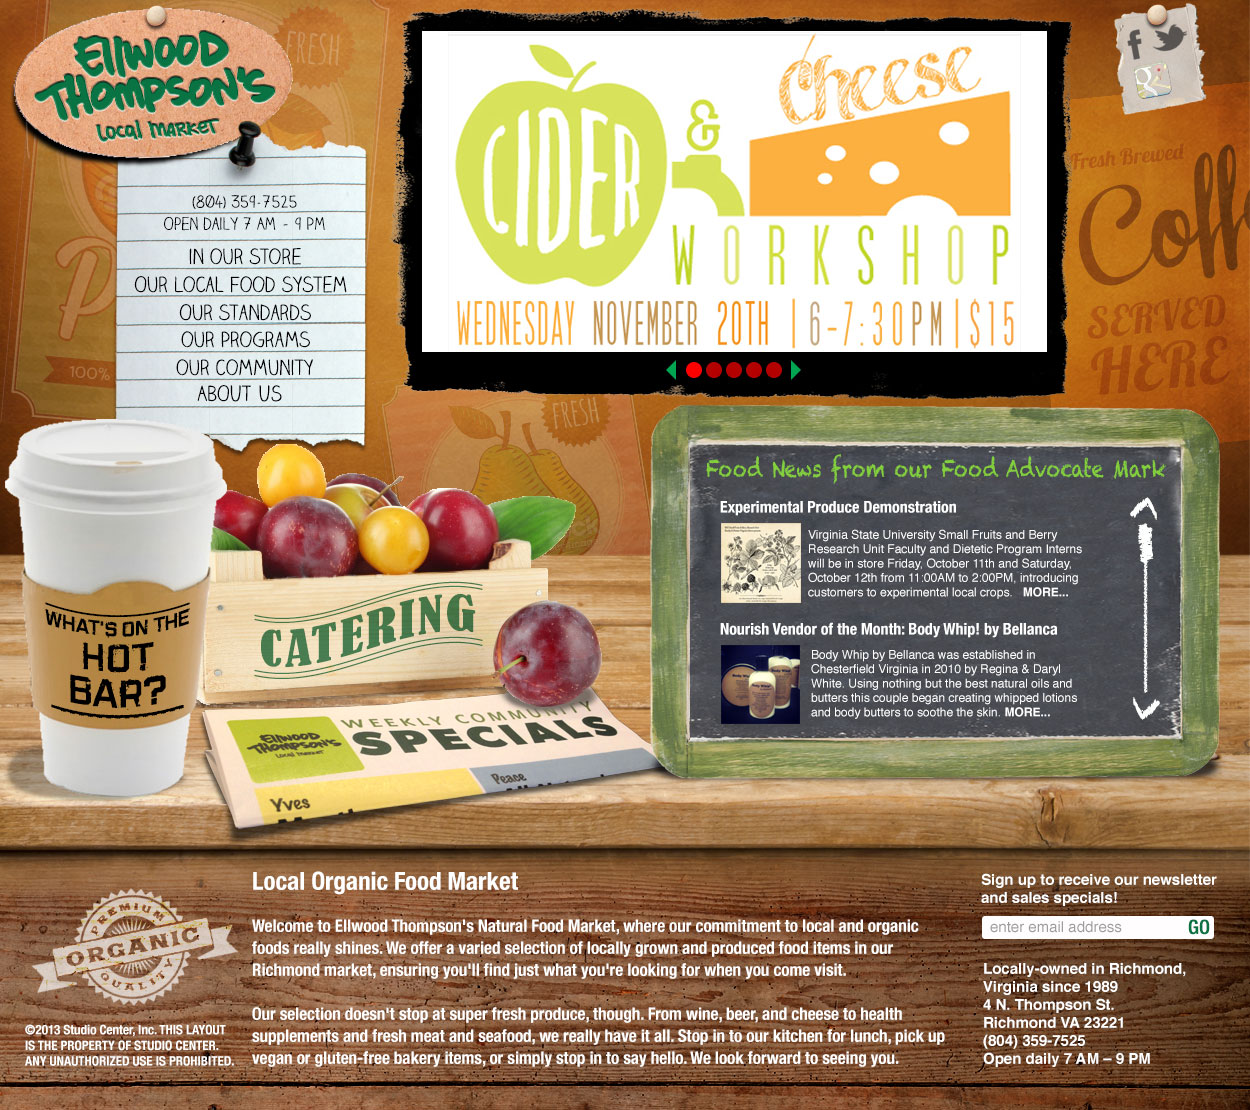 Ellwood
Thompson's
Local Market
FRESH
(804) 359-7525
OPEN DAILY 7 AM - 9 PM
IN OUR STORE
OUR LOCAL FOOD SYSTEM
OUR STANDARDS
OUR PROGRAMS
OUR COMMUNITY
ABOUT US
100%
CIDER & Cheese
WORKSHOP
WEDNESDAY NOVEMBER 20TH | 6-7:30PM | $15
Fresh Brewed
Coff
SERVED
HERE
FRESH
WHAT'S ON THE
HOT
BAR?
CATERING
Ellwood
Thompson's
Local Market
WEEKLY COMMUNITY
SPECIALS
Yves
Peace
Food News from our Food Advocate Mark
Experimental Produce Demonstration
Virginia State University Small Fruits and Berry
Research Unit Faculty and Dietetic Program Interns
will be in store Friday, October 11th and Saturday,
October 12th from 11:00AM to 2:00PM, introducing
customers to experimental local crops. MORE...
Nourish Vendor of the Month: Body Whip! by Bellanca
Body Whip by Bellanca was established in
Chesterfield Virginia in 2010 by Regina & Daryl
White. Using nothing but the best natural oils and
butters this couple began creating whipped lotions
and body butters to soothe the skin. MORE...
PREMIUM
ORGANIC
QUALITY
©2013 Studio Center, Inc. THIS LAYOUT
IS THE PROPERTY OF STUDIO CENTER.
ANY UNAUTHORIZED USE IS PROHIBITED.
Local Organic Food Market
Welcome to Ellwood Thompson's Natural Food Market, where our commitment to local and organic
foods really shines. We offer a varied selection of locally grown and produced food items in our
Richmond market, ensuring you'll find just what you're looking for when you come visit.
Our selection doesn't stop at super fresh produce, though. From wine, beer, and cheese to health
supplements and fresh meat and seafood, we really have it all. Stop in to our kitchen for lunch, pick up
vegan or gluten-free bakery items, or simply stop in to say hello. We look forward to seeing you.
Sign up to receive our newsletter
and sales specials!
enter email address GO
Locally-owned in Richmond,
Virginia since 1989
4 N. Thompson St.
Richmond VA 23221
(804) 359-7525
Open daily 7 AM – 9 PM